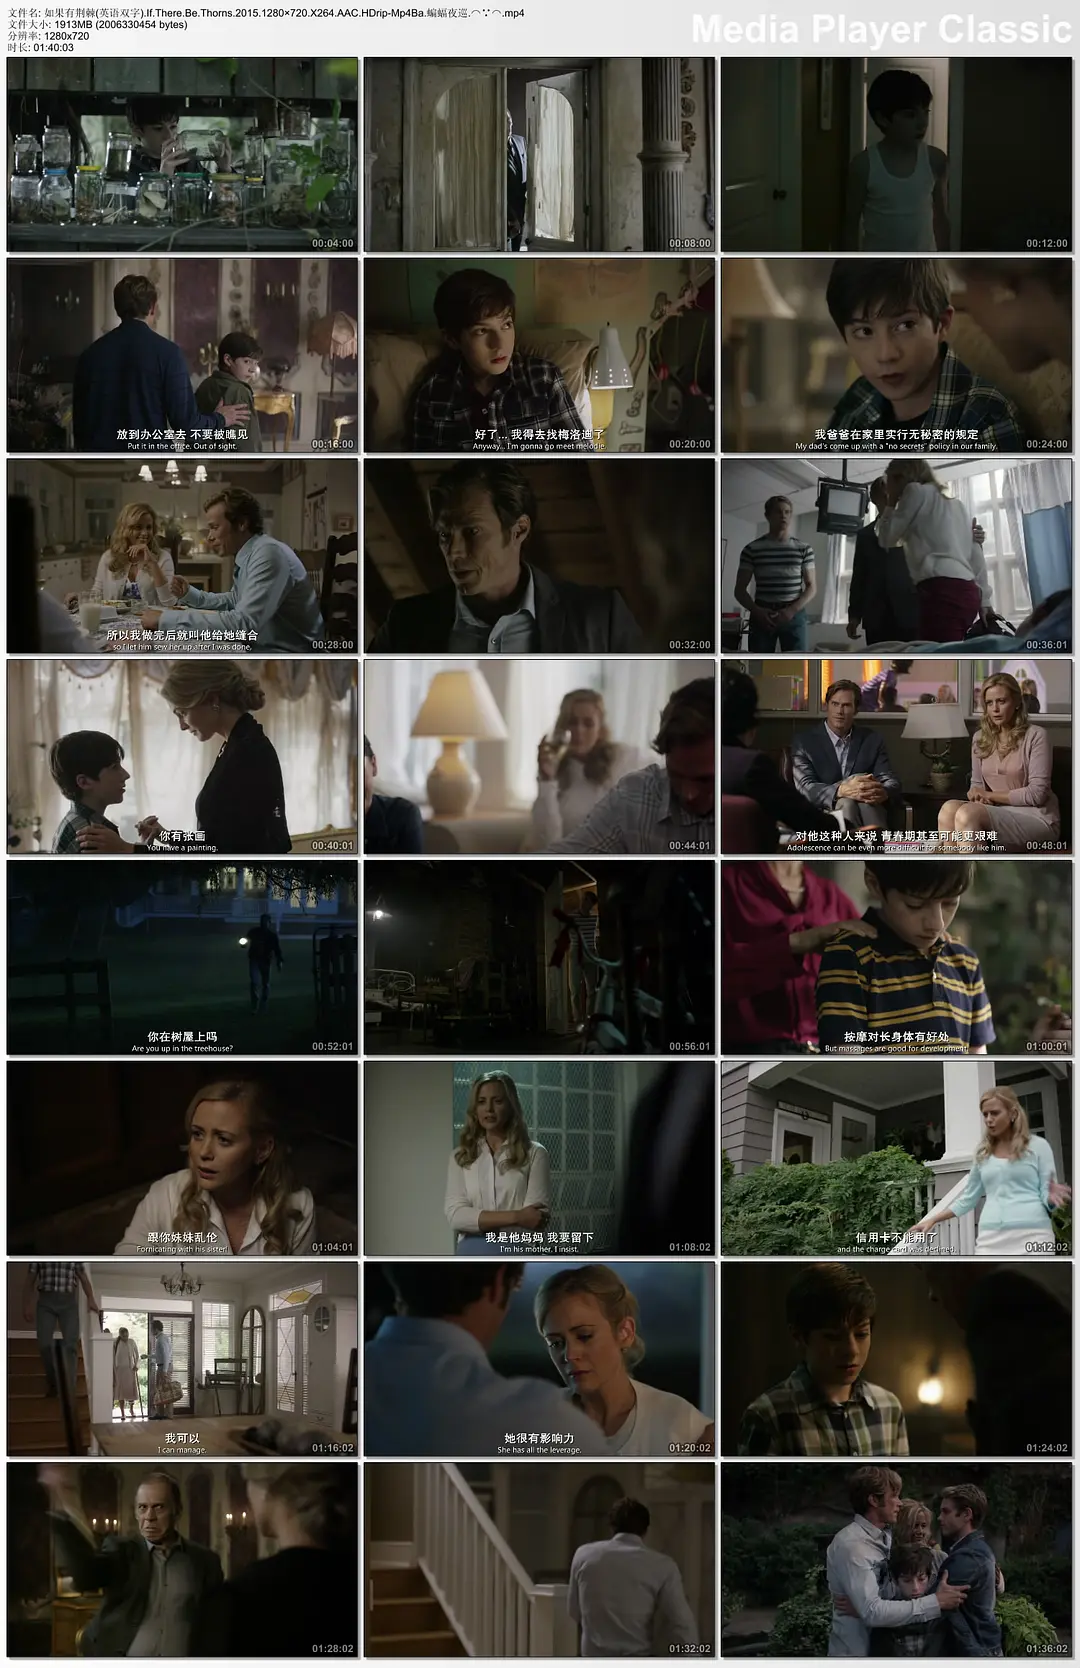 文件名: 如果有荆棘(英语双字).If.There.Be.Thorns.2015.1280×720.X264.AAC.HDrip-Mp4Ba.蝙蝠夜巡.◠∵◠.mp4
Media Player Classic
文件大小: 1913MB (2006330454 bytes)
分辨率: 1280x720
时长: 01:40:03
00:04:00
00:08:00
00:12:00
放到办公室去 不要被瞧见
Put it in the office. Out of sight.
00:16:00
好了... 我得去找梅洛迪了
Anyway... I'm gonna go meet melodie.
00:20:00
我爸爸在家里实行无秘密的规定
My dad's come up with a "no secrets" policy in our family.
00:24:00
所以我做完后就叫他给她缝合
so I let him sew her up after I was done.
00:28:00
00:32:00
00:36:01
你有张画
You have a painting.
00:40:01
00:44:01
对他这种人来说 青春期甚至可能更艰难
Adolescence can be even more difficult for somebody like him.
00:48:01
你在树屋上吗
Are you up in the treehouse?
00:52:01
00:56:01
按摩对长身体有好处
But massages are good for development!
01:00:01
跟你妹妹乱伦
Fornicating with his sister!
01:04:01
我是他妈妈 我要留下
I'm his mother. I insist.
01:08:02
信用卡不能用了
and the charge card was declined.
01:12:02
我可以
I can manage.
01:16:02
她很有影响力
She has all the leverage.
01:20:02
01:24:02
01:28:02
01:32:02
01:36:02